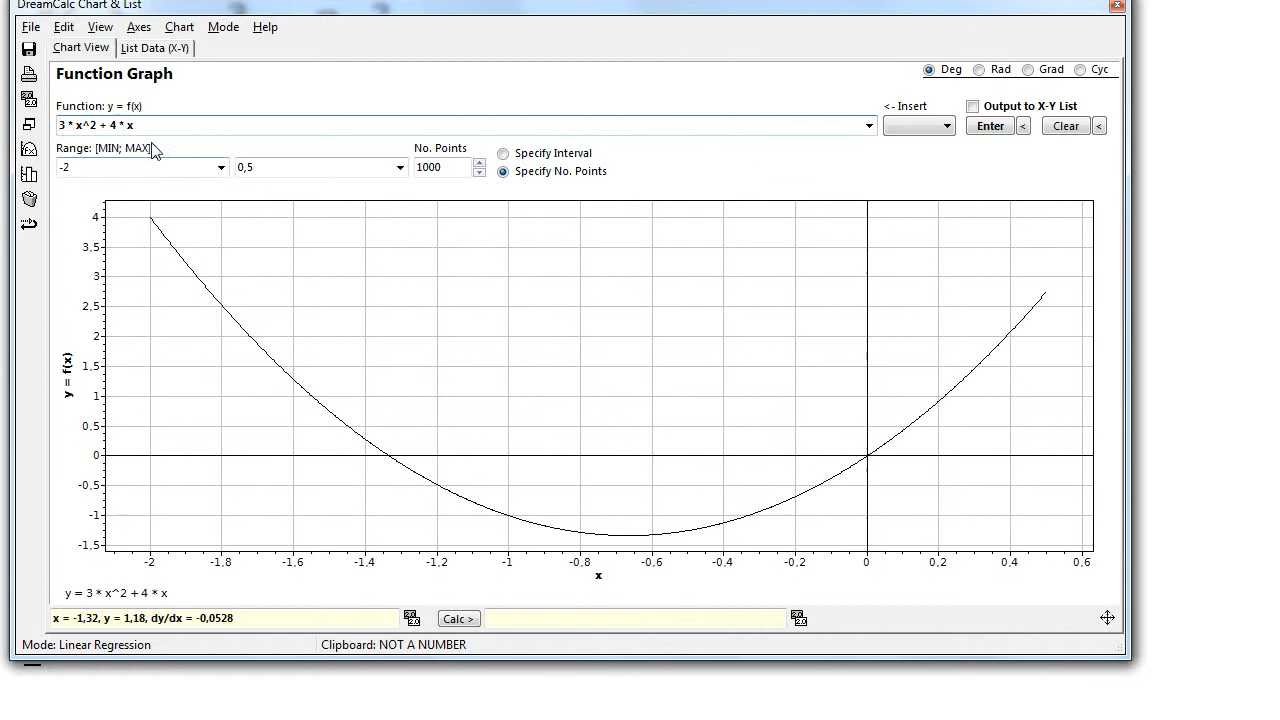 DreamCalc Chart & List
File Edit View Axes Chart Mode Help
Chart View List Data (X-Y)
Function Graph
Deg Rad Grad Cyc
Function: y = f(x)
<- Insert
Output to X-Y List
3 * x^2 + 4 * x
Enter < Clear <
Range: [MIN; MAX]
No. Points
Specify Interval
-2
0,5
1000
Specify No. Points
4
3,5
3
2,5
2
1,5
1
0,5
0
-0,5
-1
-1,5
y = f(x)
-2 -1,8 -1,6 -1,4 -1,2 -1 -0,8 -0,6 -0,4 -0,2 0 0,2 0,4 0,6
x
y = 3 * x^2 + 4 * x
x = -1,32, y = 1,18, dy/dx = -0,0528
Calc >
Mode: Linear Regression
Clipboard: NOT A NUMBER